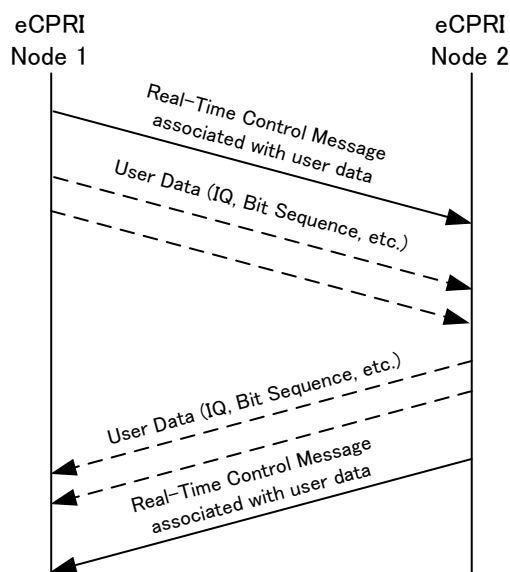 eCPRI
Node 1
eCPRI
Node 2
Real-Time Control Message
associated with user data
User Data (IQ, Bit Sequence, etc.)
User Data (IQ, Bit Sequence, etc.)
Real-Time Control Message
associated with user data